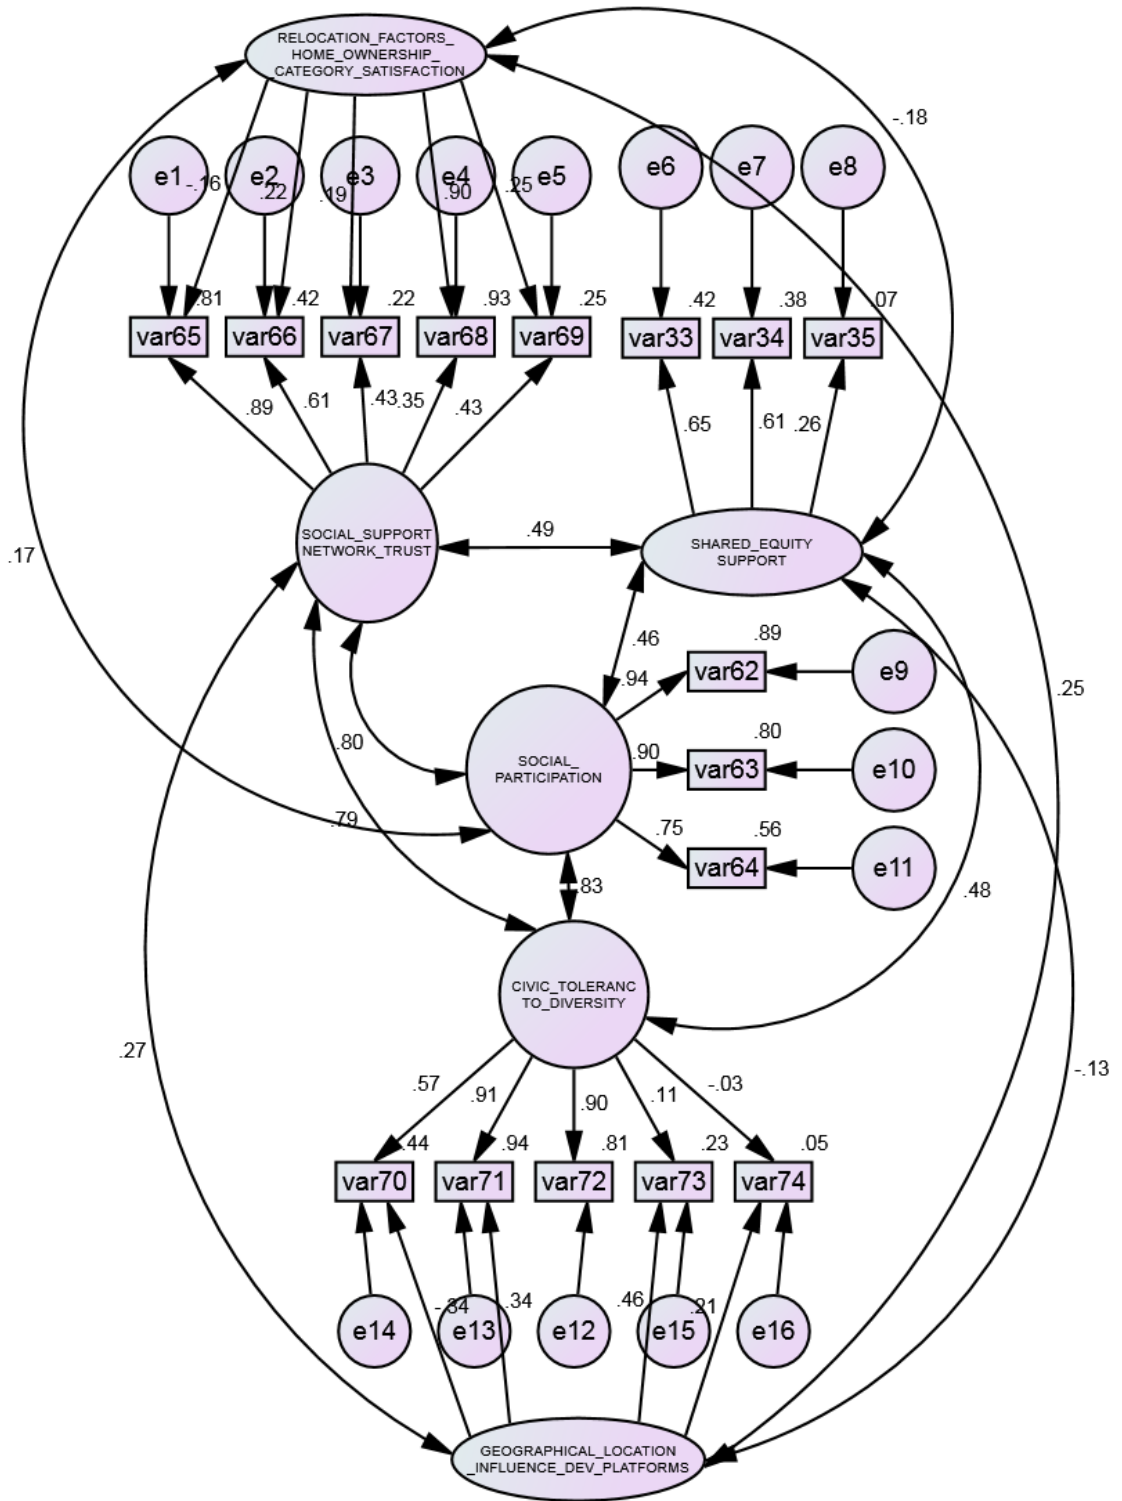 RELOCATION_FACTORS_
HOME_OWNERSHIP_
CATEGORY_SATISFACTION
-.18
e1
e2
e3
e4
e5
e6
e7
e8
-.16
.22
.19
.90
.25
.81
.42
.22
.93
.25
.42
.38
.07
var65
var66
var67
var68
var69
var33
var34
var35
.89
.61
.43
.35
.43
.65
.61
.26
SOCIAL_SUPPORT
NETWORK_TRUST
.49
SHARED_EQUITY
SUPPORT
.17
.46
.94
.89
var62
e9
.25
.80
.90
.80
SOCIAL_
PARTICIPATION
var63
e10
.79
.75
.56
var64
e11
.83
.48
CIVIC_TOLERANC
TO_DIVERSITY
.27
-.13
.57
.91
.90
.11
-.03
.44
.94
.81
.23
.05
var70
var71
var72
var73
var74
-.34
.34
.46
.21
e14
e13
e12
e15
e16
GEOGRAPHICAL_LOCATION
_INFLUENCE_DEV_PLATFORMS